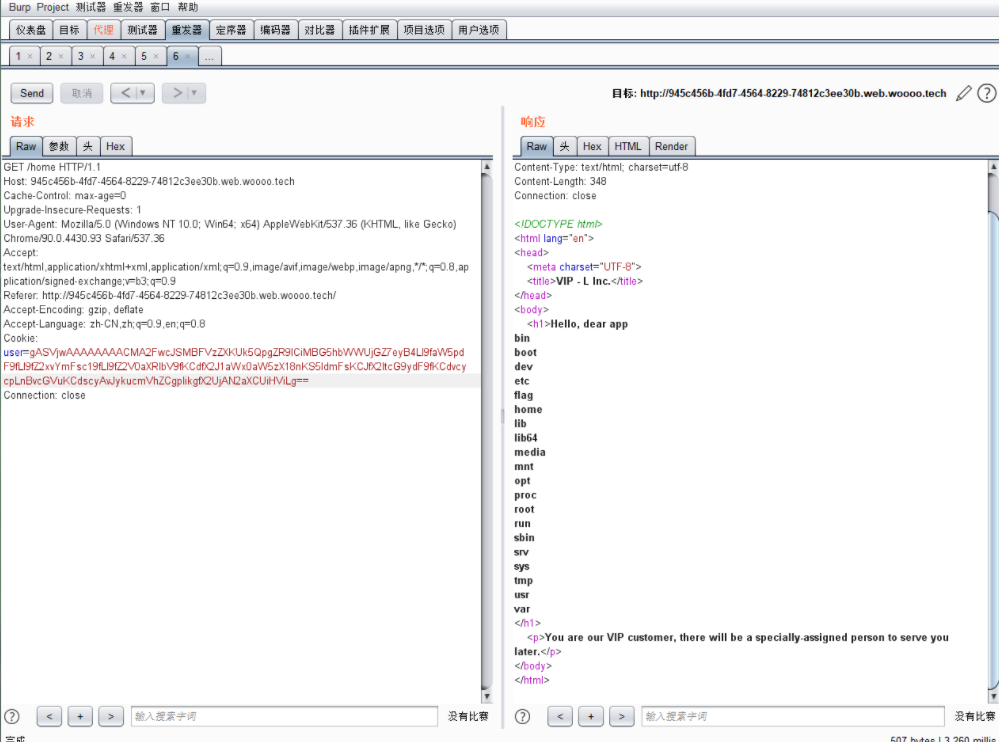 Burp Project 测试器 重发器 窗口 帮助
仪表盘 目标 代理 测试器 重发器 定序器 编码器 对比器 插件扩展 项目选项 用户选项
1 × 2 × 3 × 4 × 5 × 6 × ...
Send 取消 < ▼ > ▼ 目标: http://945c456b-4fd7-4564-8229-74812c3ee30b.web.woooo.tech
请求
Raw 参数 头 Hex
GET /home HTTP/1.1
Host: 945c456b-4fd7-4564-8229-74812c3ee30b.web.woooo.tech
Cache-Control: max-age=0
Upgrade-Insecure-Requests: 1
User-Agent: Mozilla/5.0 (Windows NT 10.0; Win64; x64) AppleWebKit/537.36 (KHTML, like Gecko)
Chrome/90.0.4430.93 Safari/537.36
Accept:
text/html,application/xhtml+xml,application/xml;q=0.9,image/avif,image/webp,image/apng,*/*;q=0.8,ap
plication/signed-exchange;v=b3;q=0.9
Referer: http://945c456b-4fd7-4564-8229-74812c3ee30b.web.woooo.tech/
Accept-Encoding: gzip, deflate
Accept-Language: zh-CN,zh;q=0.9,en;q=0.8
Cookie:
Connection: close
< + > 输入搜索字词 没有比赛
完成
响应
Raw 头 Hex HTML Render
Content-Type: text/html; charset=utf-8
Content-Length: 348
Connection: close
<!DOCTYPE html>
<html lang="en">
<head>
<meta charset="UTF-8">
<title>VIP - L Inc.</title>
</head>
<body>
<h1>Hello, dear app
bin
boot
dev
etc
flag
home
lib
lib64
media
mnt
opt
proc
root
run
sbin
srv
sys
tmp
usr
var
</h1>
<p>You are our VIP customer, there will be a specially-assigned person to serve you
later.</p>
</body>
</html>
< + > 输入搜索字词 没有比赛
507 bytes | 3,260 millis